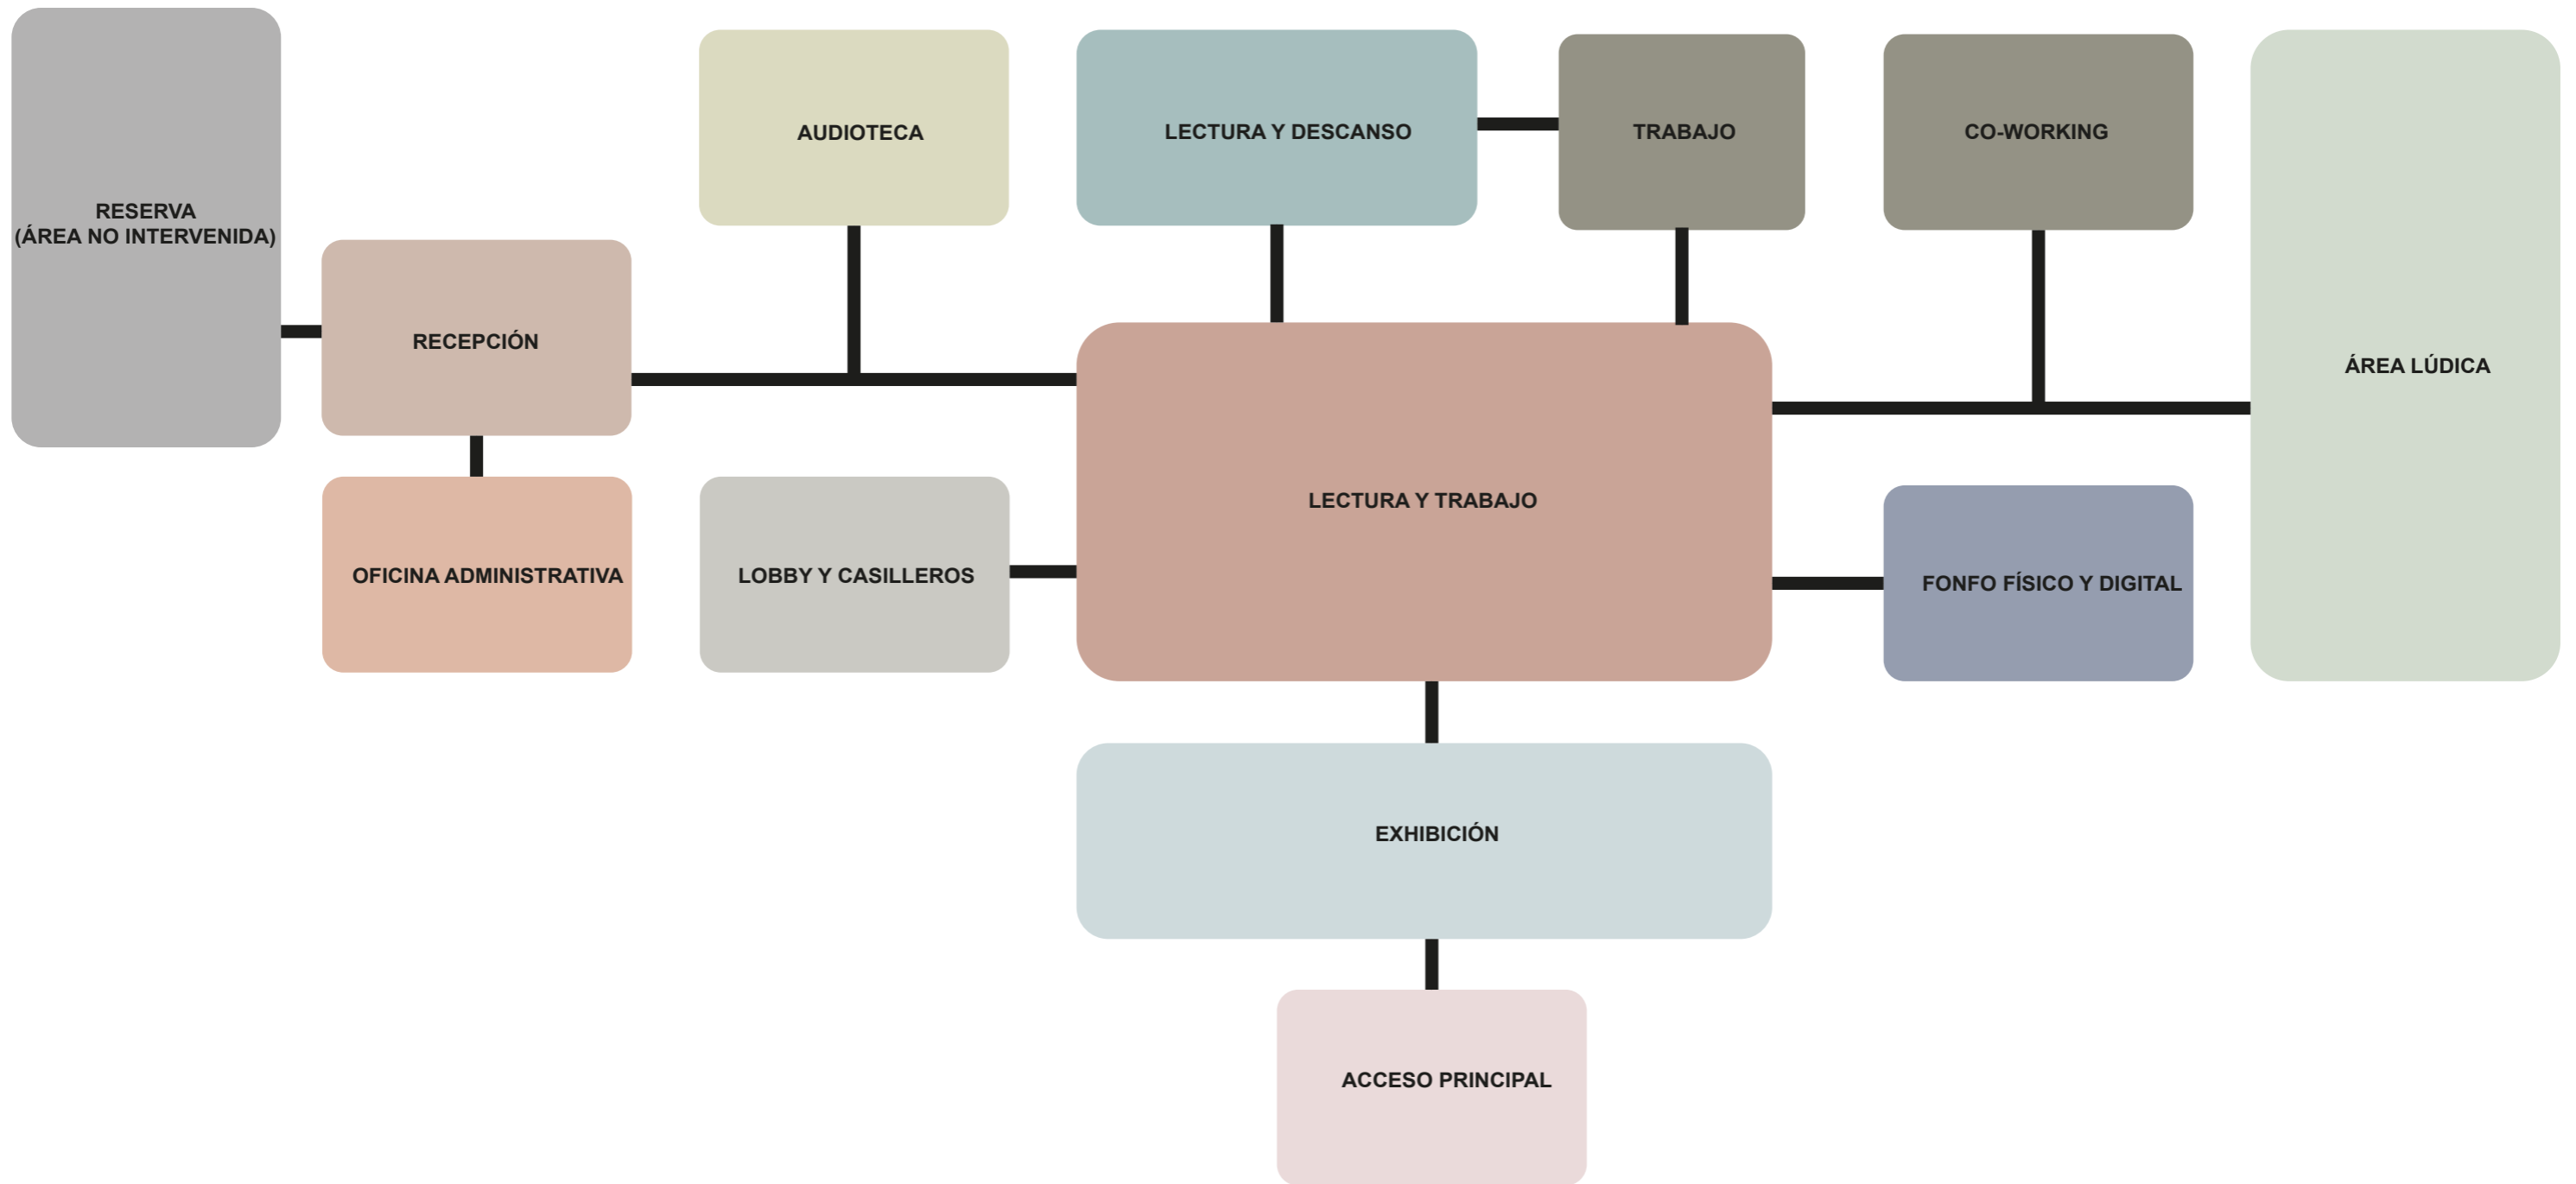 AUDIOTECA
LECTURA Y DESCANSO
TRABAJO
CO-WORKING
RESERVA
(ÁREA NO INTERVENIDA)
RECEPCIÓN
ÁREA LÚDICA
LECTURA Y TRABAJO
OFICINA ADMINISTRATIVA
LOBBY Y CASILLEROS
FONFO FÍSICO Y DIGITAL
EXHIBICIÓN
ACCESO PRINCIPAL